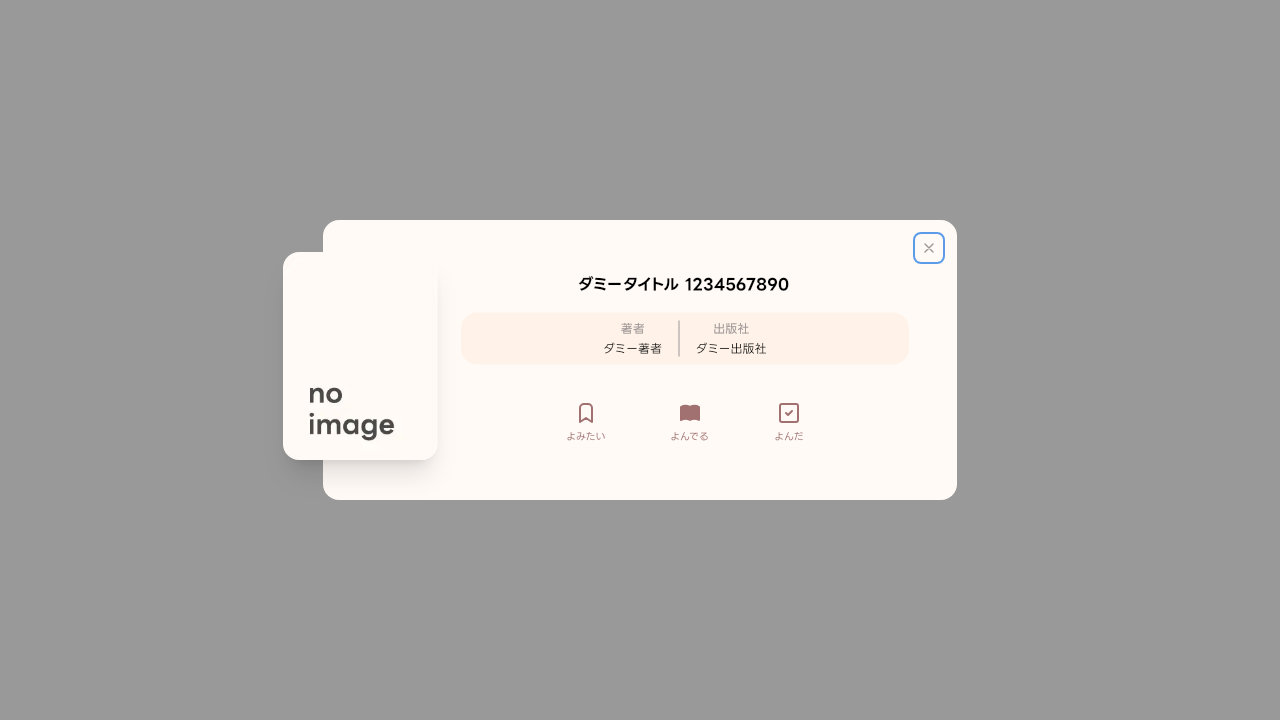 no
image
ダミータイトル 1234567890
著者
ダミー著者
出版社
ダミー出版社
よみたい
よんでる
よんだ